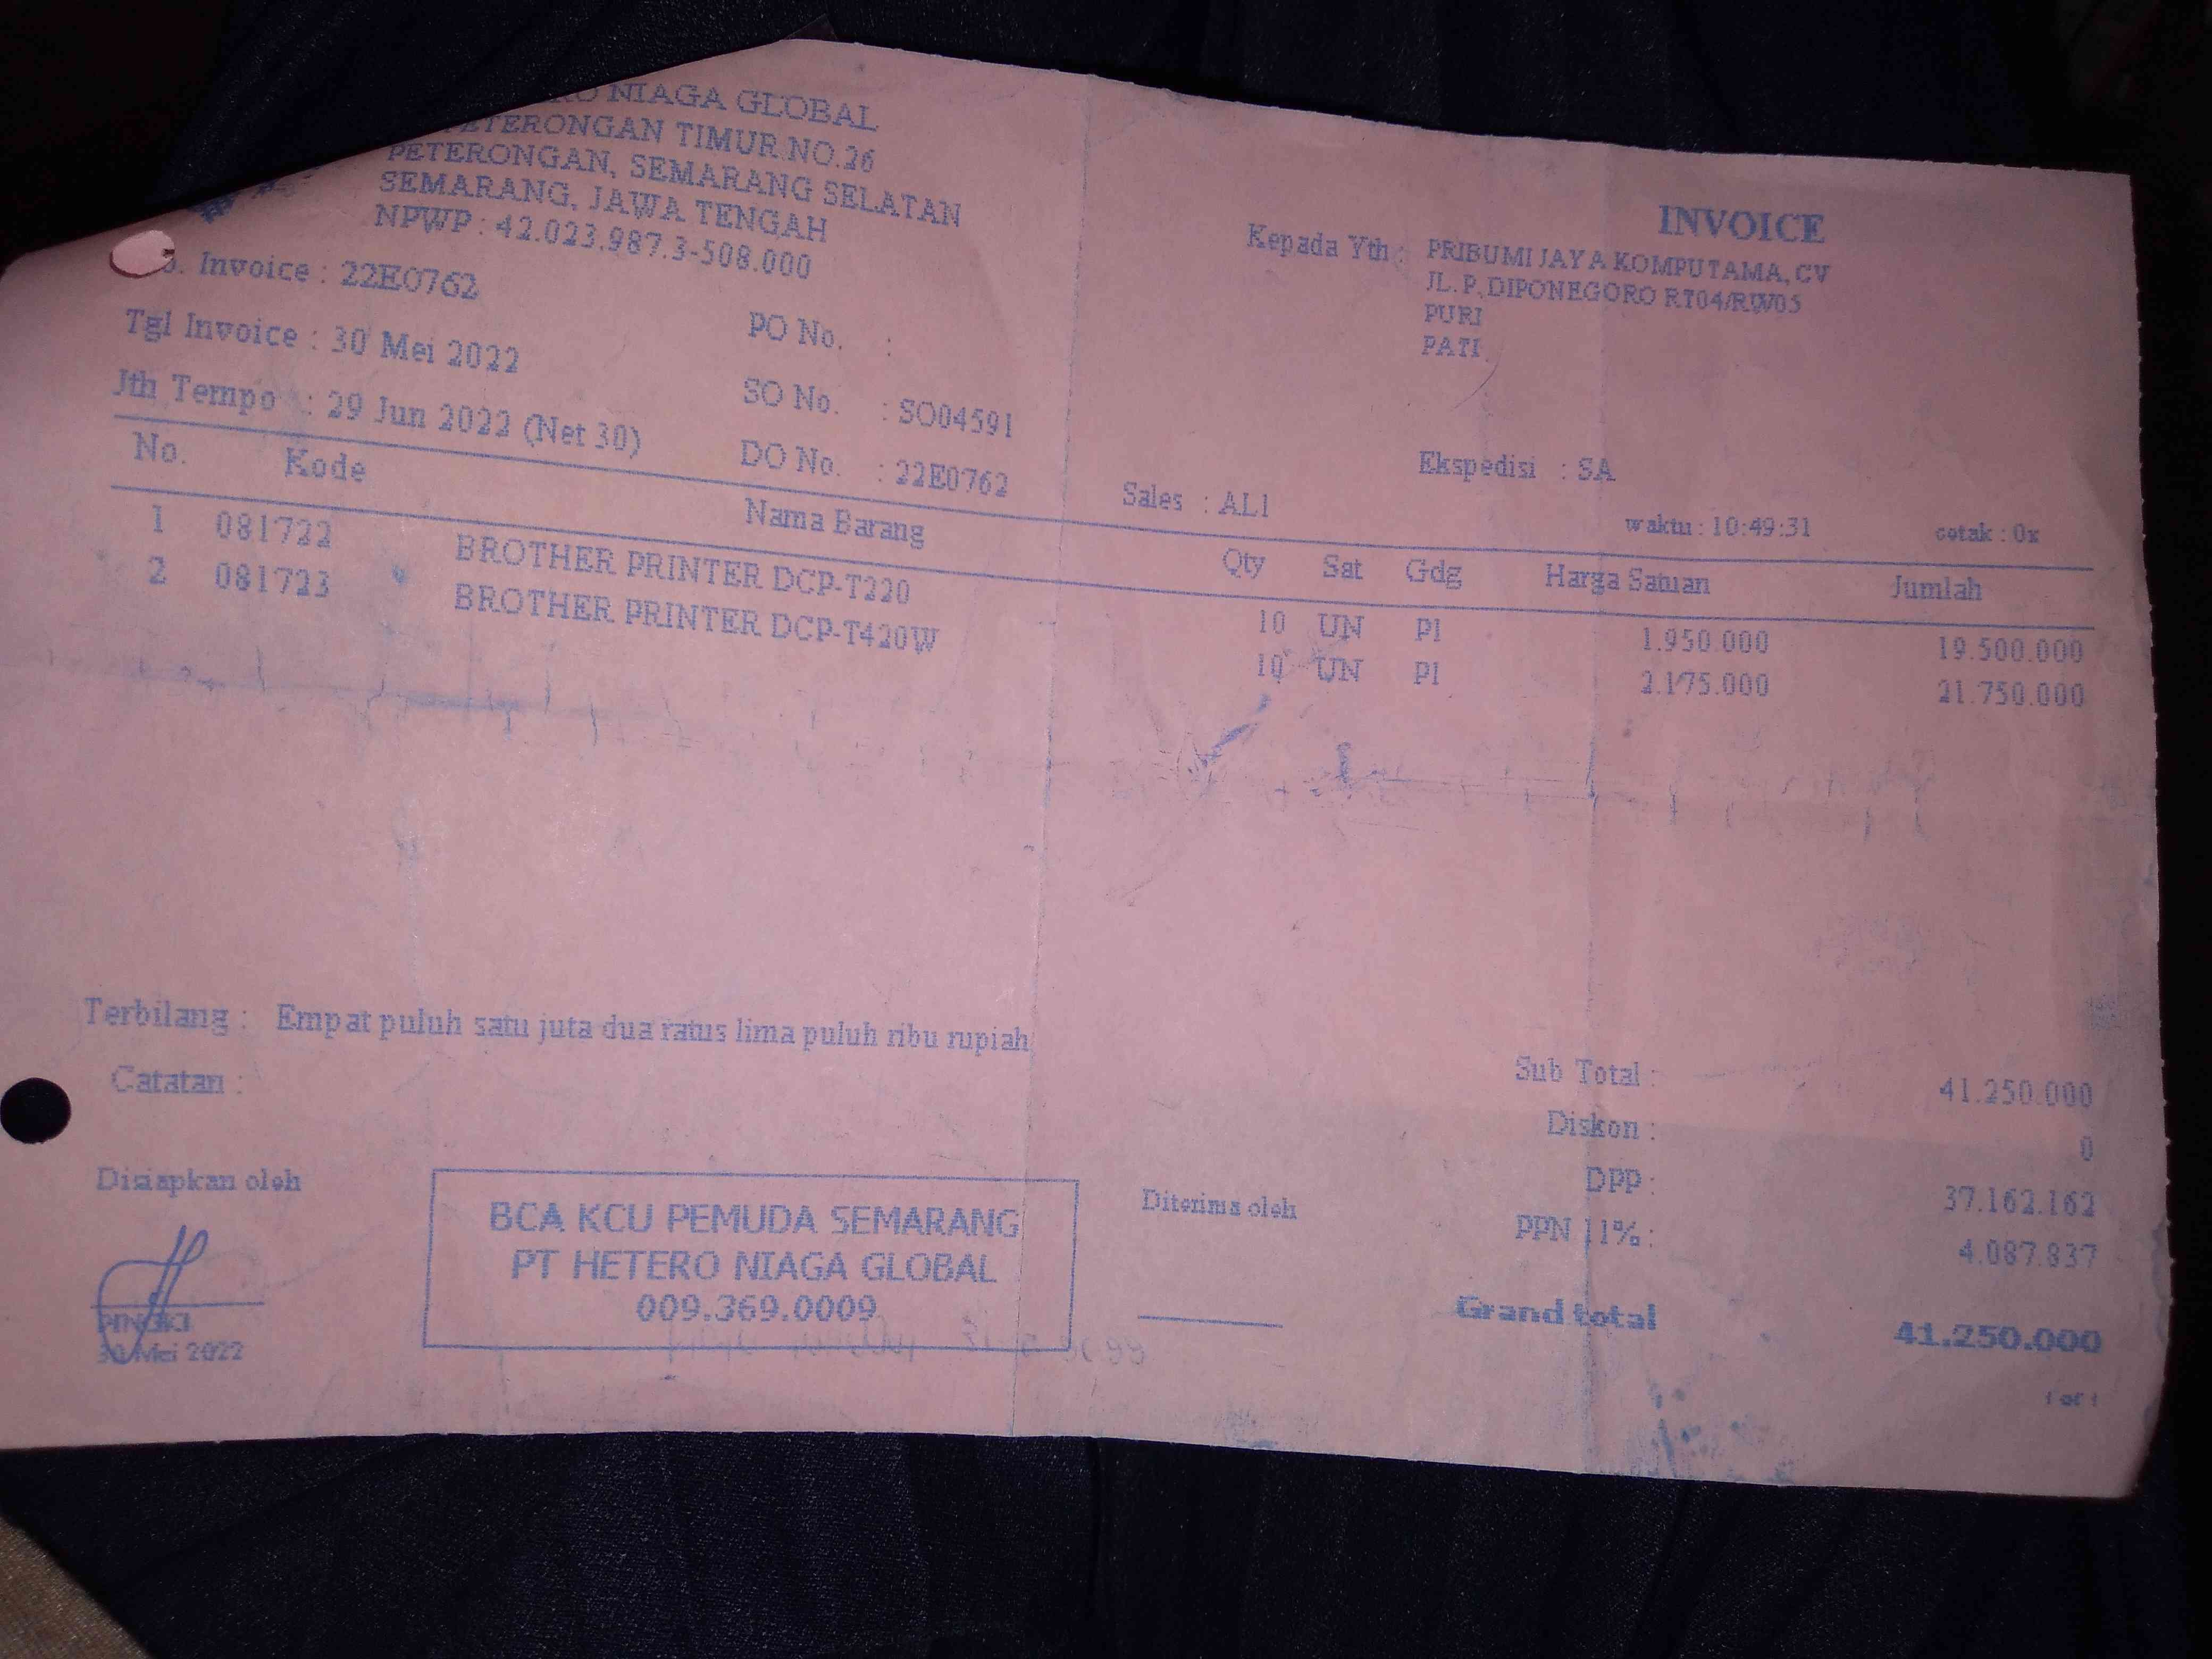 NIAGA GLOBAL
PETERONGAN TIMUR NO.26
PETERONGAN, SEMARANG SELATAN
SEMARANG, JAWA TENGAH
NPWP : 42.023.987.3-508.000
INVOICE
Kepada Yth : PRIBUMI JAYA KOMPUTAMA, CV
JL. P. DIPONEGORO RT04/RW05
PURI
PATI
Invoice : 22E0762
Tgl Invoice : 30 Mei 2022
Jth Tempo : 29 Jun 2022 (Net 30)
PO No. :
SO No. : SO04591
DO No. : 22E0762
Sales : ALI
Ekspedisi : SA
waktu : 10:49:31 cetak : 0x
No. Kode Nama Barang Qty Sat Gdg Harga Satuan Jumlah
1 081722 BROTHER PRINTER DCP-T220 10 UN P1 1.950.000 19.500.000
2 081723 BROTHER PRINTER DCP-T420W 10 UN P1 2.175.000 21.750.000
Terbilang : Empat puluh satu juta dua ratus lima puluh ribu rupiah
Catatan :
Sub Total : 41.250.000
Diskon : 0
DPP : 37.162.162
PPN 11% : 4.087.837
Grand total 41.250.000
Disiapkan oleh
PINGKI
30 Mei 2022
BCA KCU PEMUDA SEMARANG
PT HETERO NIAGA GLOBAL
009.369.0009
Diterima oleh
1 of 1